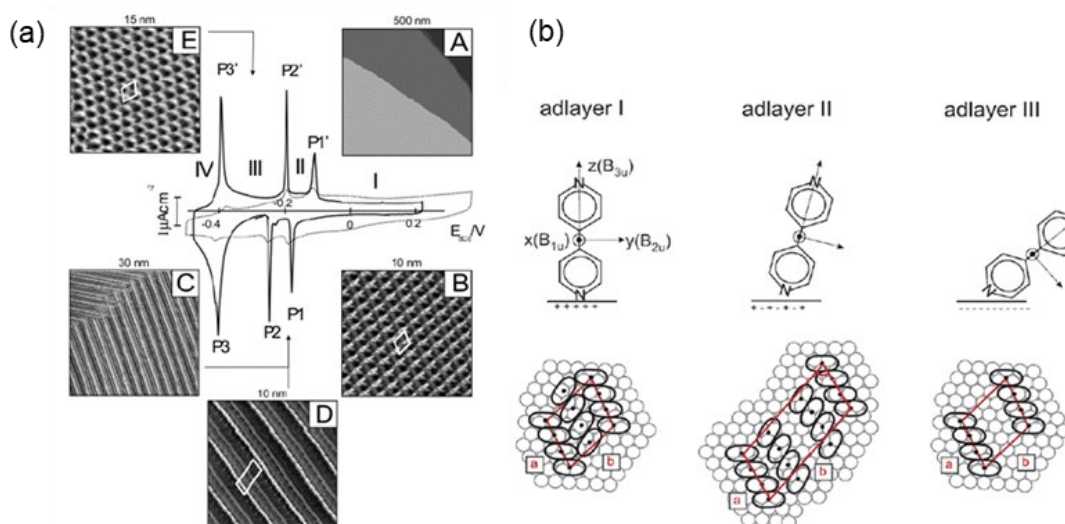 (a)
15 nm
E
500 nm
A
P3'
P2'
P1'
IV
III
II
I
-0.4
-0.2
0
0.2
30 nm
C
10 nm
B
P3
P2
P1
10 nm
D
(b)
adlayer I
adlayer II
adlayer III
z(B3u)
N
x(B1u)
y(B2u)
N
+ + + + +
N
N
+ - + - + - +
N
- - - - - - - - -
a
b
a
b
a
b